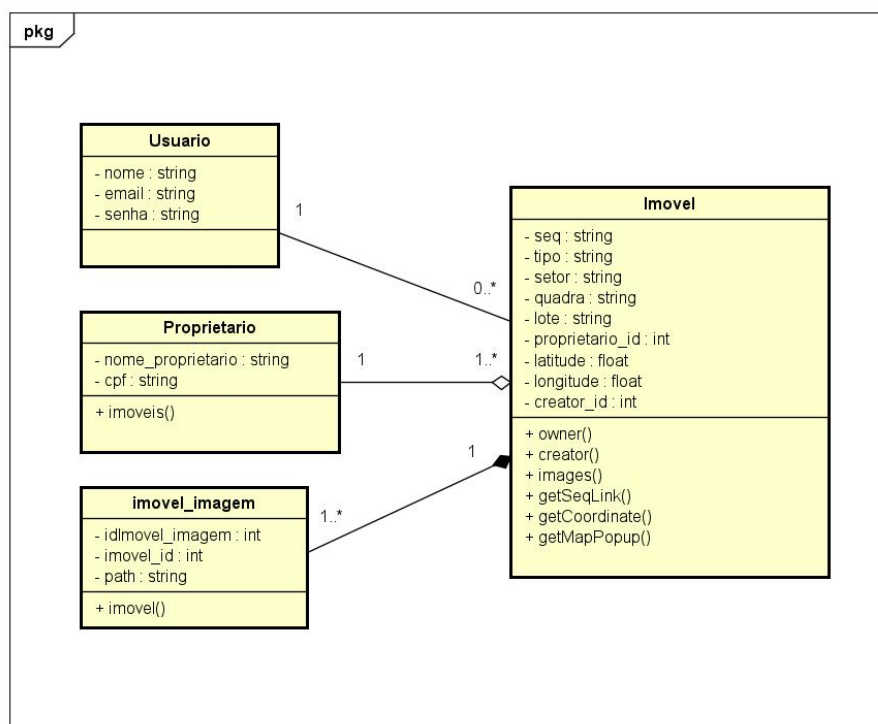 pkg
Usuario
- nome : string
- email : string
- senha : string
1
0..*
Proprietario
- nome_proprietario : string
- cpf : string
+ imoveis()
1
1..*
imovel_imagem
- idImovel_imagem : int
- imovel_id : int
- path : string
+ imovel()
1..*
1
Imovel
- seq : string
- tipo : string
- setor : string
- quadra : string
- lote : string
- proprietario_id : int
- latitude : float
- longitude : float
- creator_id : int
+ owner()
+ creator()
+ images()
+ getSeqLink()
+ getCoordinate()
+ getMapPopup()